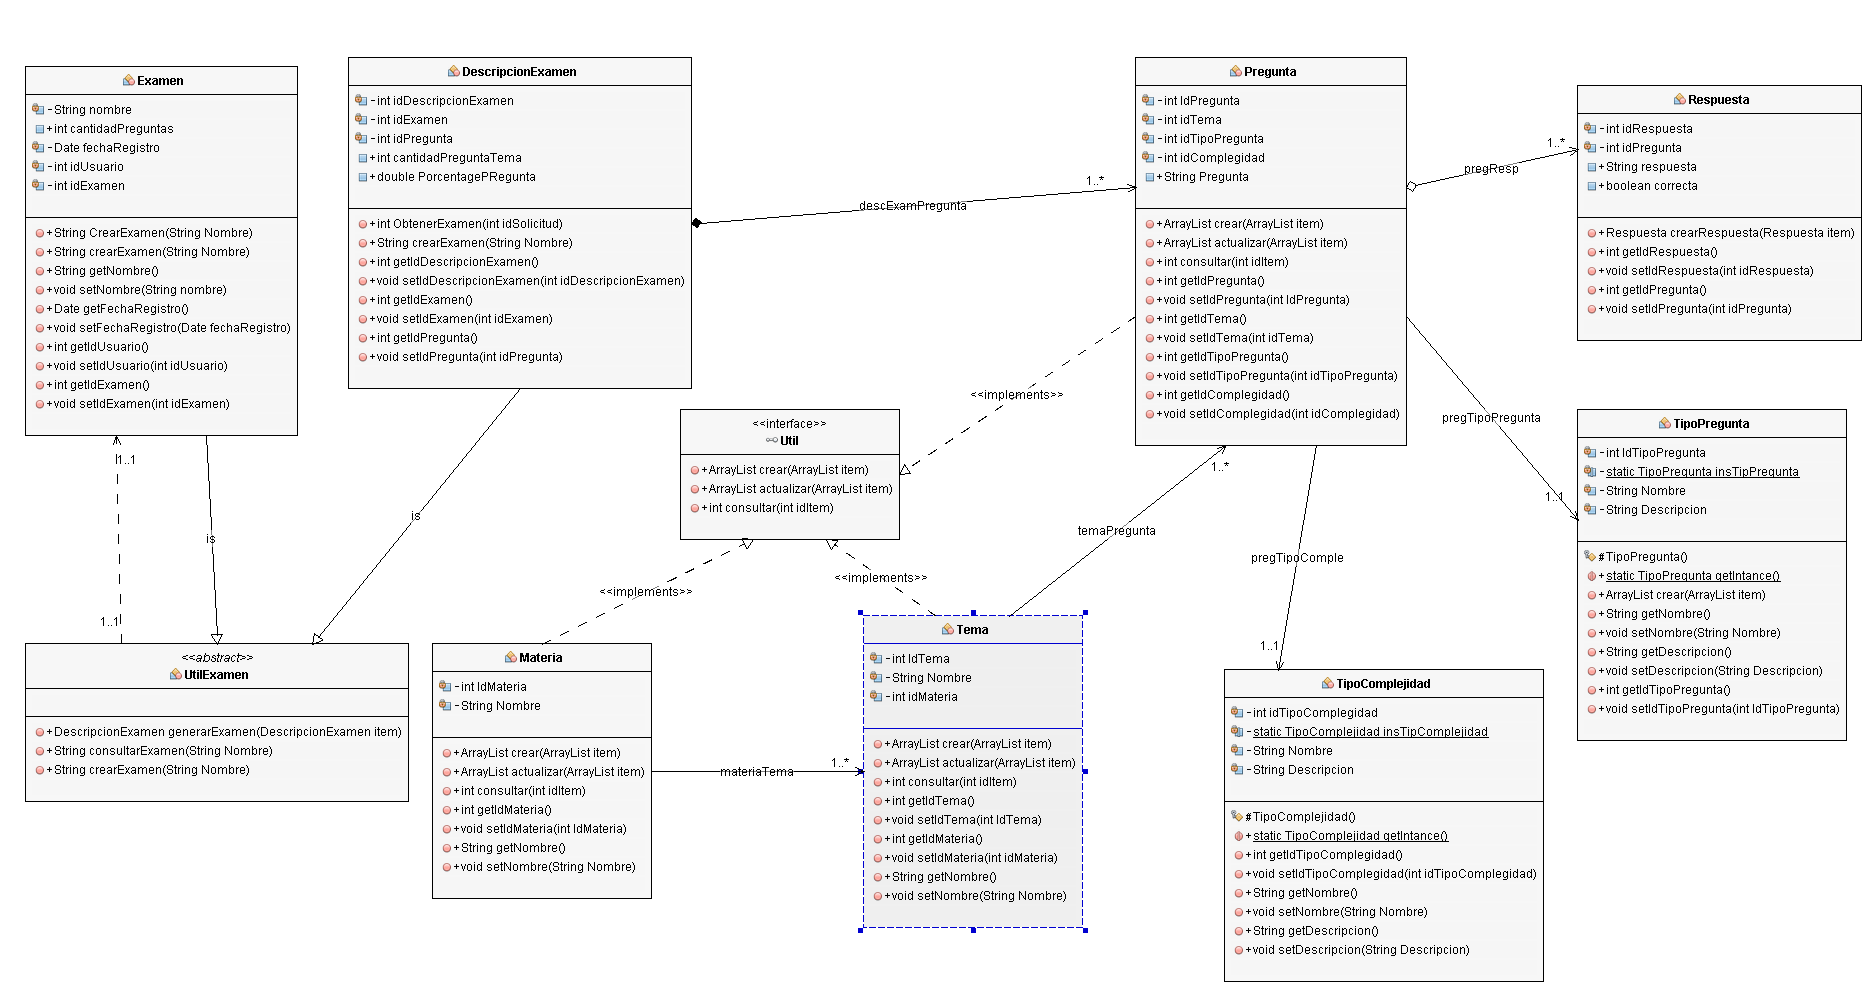 Examen
- String nombre
+ int cantidadPreguntas
- Date fechaRegistro
- int idUsuario
- int idExamen
+ String CrearExamen(String Nombre)
+ String crearExamen(String Nombre)
+ String getNombre()
+ void setNombre(String nombre)
+ Date getFechaRegistro()
+ void setFechaRegistro(Date fechaRegistro)
+ int getIdUsuario()
+ void setIdUsuario(int idUsuario)
+ int getIdExamen()
+ void setIdExamen(int idExamen)
DescripcionExamen
- int idDescripcionExamen
- int idExamen
- int idPregunta
+ int cantidadPreguntaTema
+ double PorcentagePRegunta
+ int ObtenerExamen(int idSolicitud)
+ String crearExamen(String Nombre)
+ int getIdDescripcionExamen()
+ void setIdDescripcionExamen(int idDescripcionExamen)
+ int getIdExamen()
+ void setIdExamen(int idExamen)
+ int getIdPregunta()
+ void setIdPregunta(int idPregunta)
descExamPregunta
1..*
Pregunta
- int IdPregunta
- int idTema
- int idTipoPregunta
- int idComplegidad
+ String Pregunta
+ ArrayList crear(ArrayList item)
+ ArrayList actualizar(ArrayList item)
+ int consultar(int idItem)
+ int getIdPregunta()
+ void setIdPregunta(int IdPregunta)
+ int getIdTema()
+ void setIdTema(int idTema)
+ int getIdTipoPregunta()
+ void setIdTipoPregunta(int idTipoPregunta)
+ int getIdComplegidad()
+ void setIdComplegidad(int idComplegidad)
pregResp
1..*
Respuesta
- int idRespuesta
- int idPregunta
+ String respuesta
+ boolean correcta
+ Respuesta crearRespuesta(Respuesta item)
+ int getIdRespuesta()
+ void setIdRespuesta(int idRespuesta)
+ int getIdPregunta()
+ void setIdPregunta(int idPregunta)
<<implements>>
<<interface>>
Util
+ ArrayList crear(ArrayList item)
+ ArrayList actualizar(ArrayList item)
+ int consultar(int idItem)
pregTipoPregunta
1..1
TipoPregunta
- int IdTipoPregunta
- static TipoPregunta insTipPregunta
- String Nombre
- String Descripcion
# TipoPregunta()
+ static TipoPregunta getIntance()
+ ArrayList crear(ArrayList item)
+ String getNombre()
+ void setNombre(String Nombre)
+ String getDescripcion()
+ void setDescripcion(String Descripcion)
+ int getIdTipoPregunta()
+ void setIdTipoPregunta(int IdTipoPregunta)
1..1
is
is
1..1
<<abstract>>
UtilExamen
+ DescripcionExamen generarExamen(DescripcionExamen item)
+ String consultarExamen(String Nombre)
+ String crearExamen(String Nombre)
<<implements>>
<<implements>>
temaPregunta
1..*
pregTipoComple
1..1
Materia
- int IdMateria
- String Nombre
+ ArrayList crear(ArrayList item)
+ ArrayList actualizar(ArrayList item)
+ int consultar(int idItem)
+ int getIdMateria()
+ void setIdMateria(int IdMateria)
+ String getNombre()
+ void setNombre(String Nombre)
materiaTema
1..*
Tema
- int IdTema
- String Nombre
- int idMateria
+ ArrayList crear(ArrayList item)
+ ArrayList actualizar(ArrayList item)
+ int consultar(int idItem)
+ int getIdTema()
+ void setIdTema(int IdTema)
+ int getIdMateria()
+ void setIdMateria(int idMateria)
+ String getNombre()
+ void setNombre(String Nombre)
TipoComplejidad
- int idTipoComplegidad
- static TipoComplejidad insTipComplejidad
- String Nombre
- String Descripcion
# TipoComplejidad()
+ static TipoComplejidad getIntance()
+ int getIdTipoComplegidad()
+ void setIdTipoComplegidad(int idTipoComplegidad)
+ String getNombre()
+ void setNombre(String Nombre)
+ String getDescripcion()
+ void setDescripcion(String Descripcion)